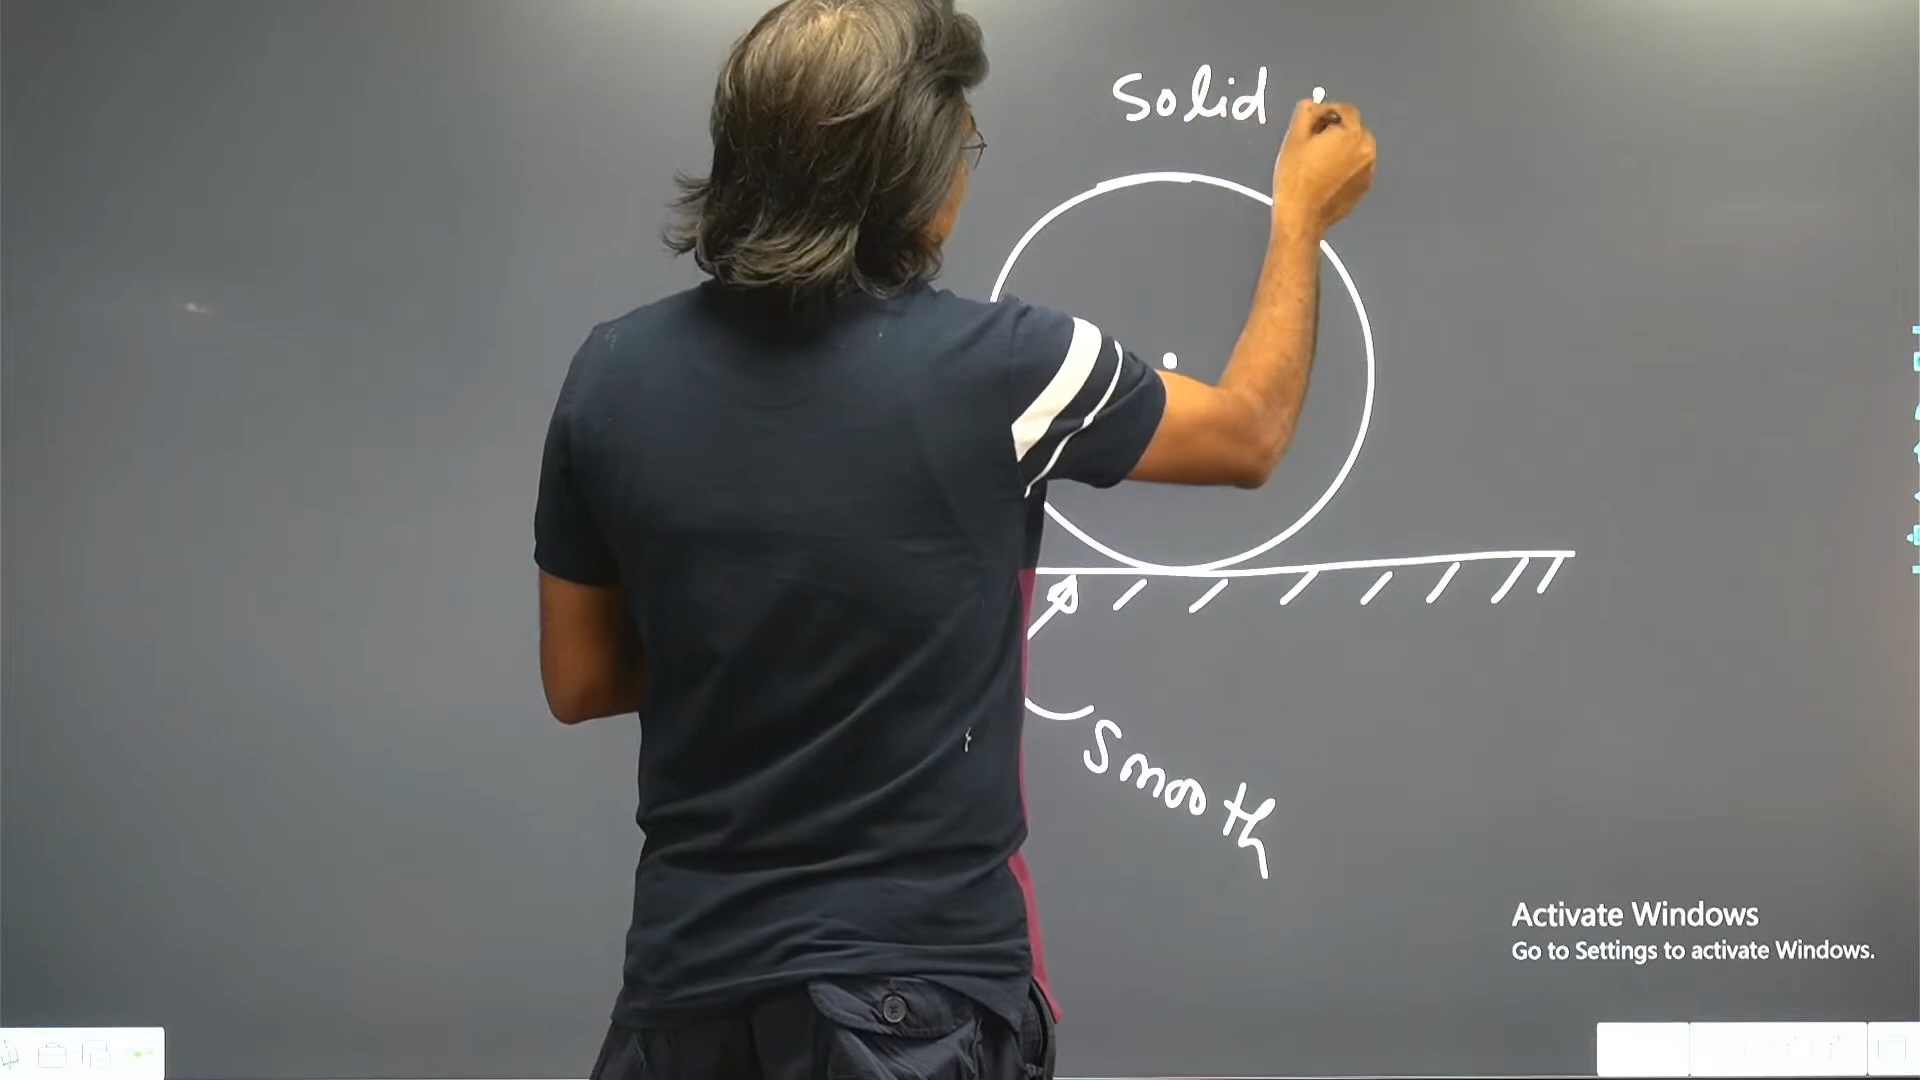 Solid
Smooth
Activate Windows
Go to Settings to activate Windows.